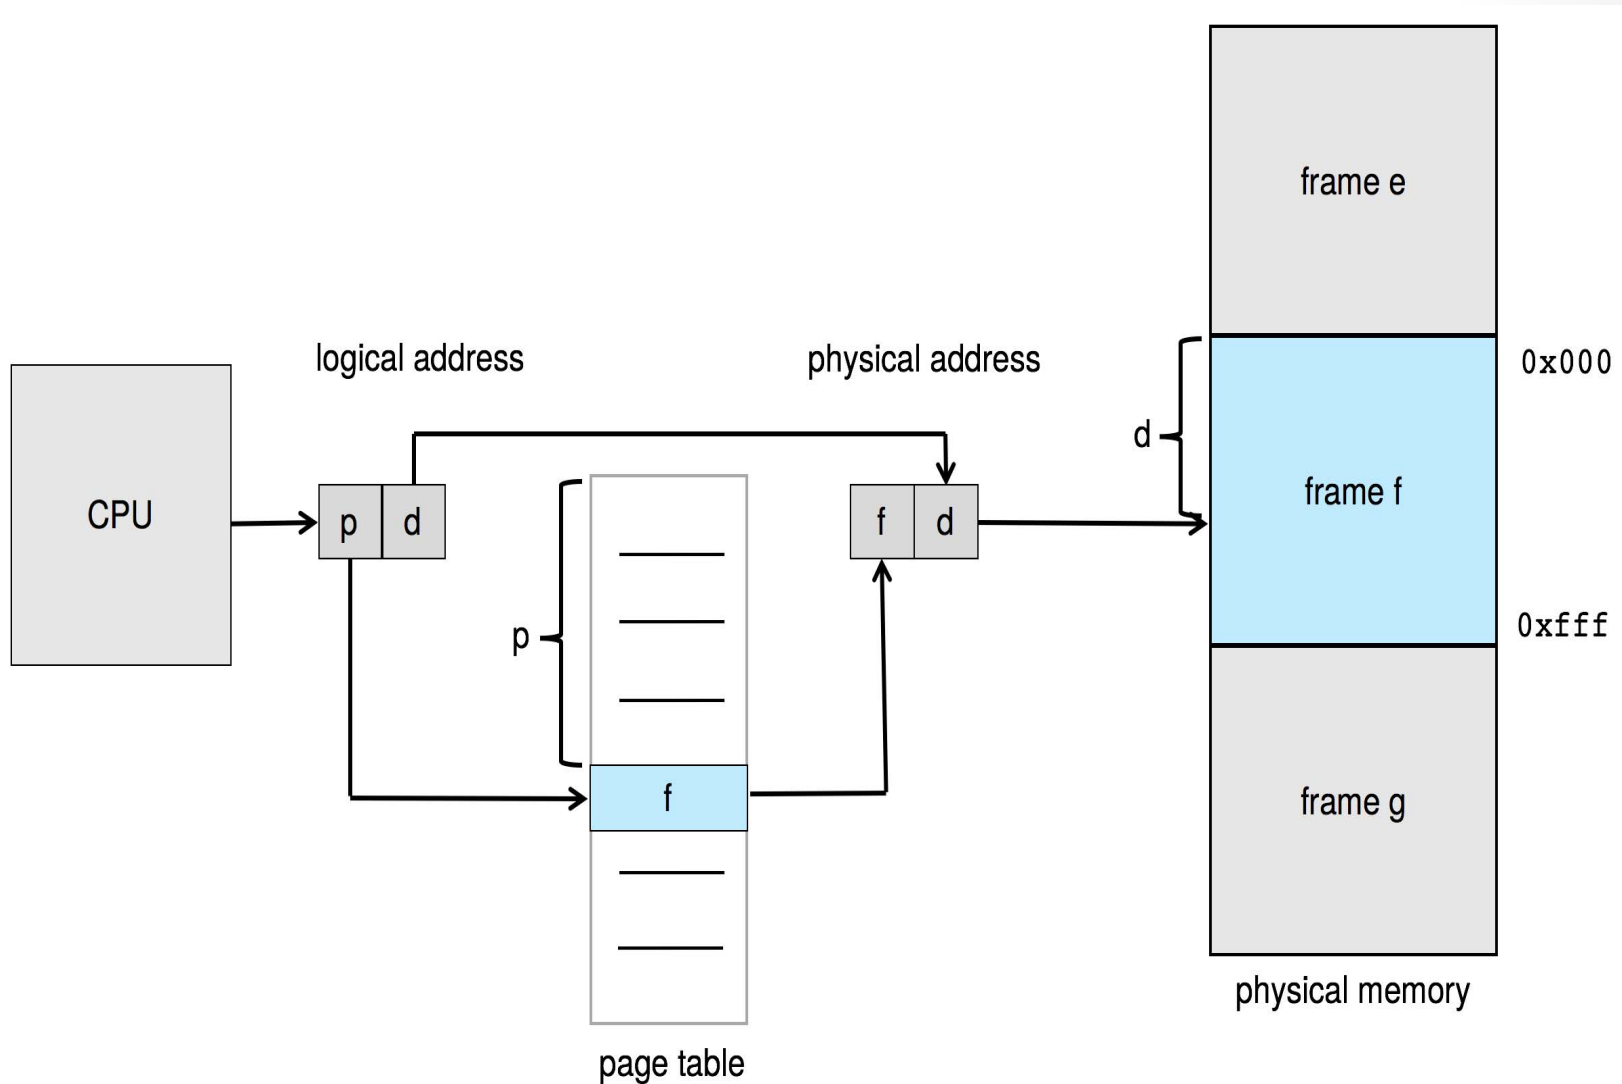 frame e
logical address
physical address
0x000
d
CPU
p d
f d
frame f
p
0xfff
f
frame g
physical memory
page table